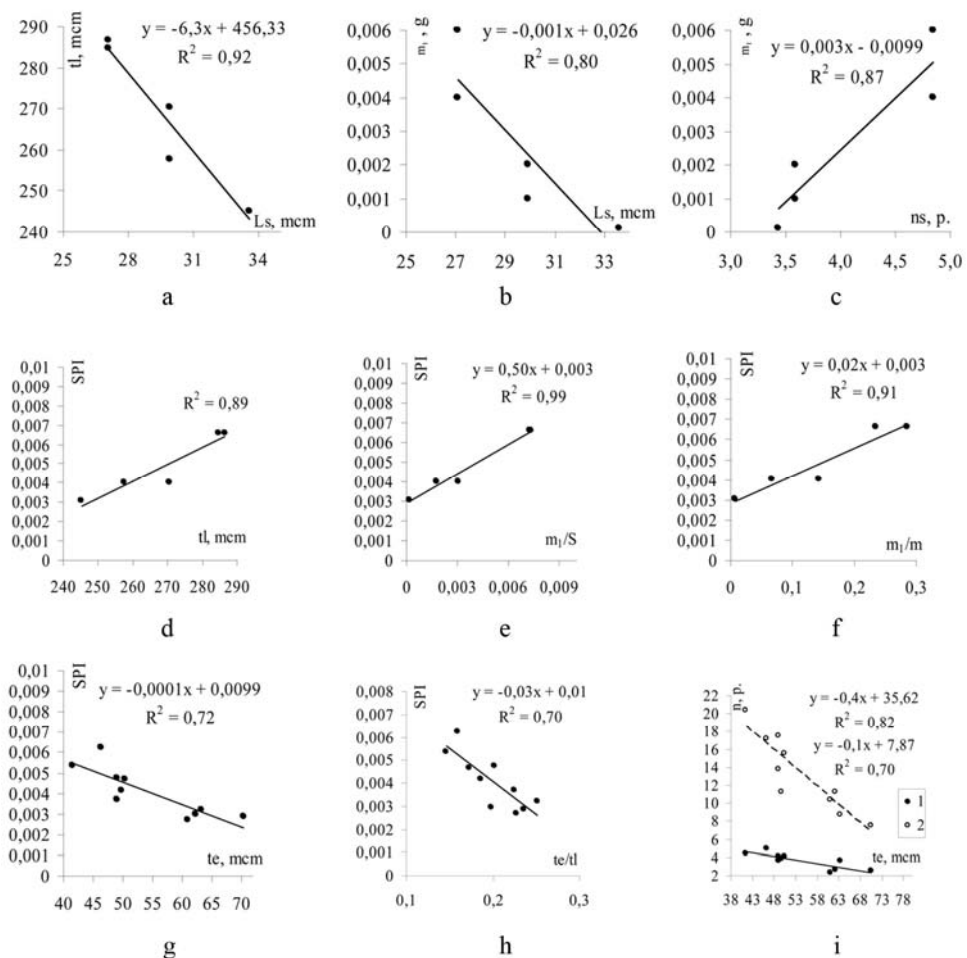 290
280
270
260
250
240
25 28 31 34
tl, mcm
Ls, mcm
y = -6,3x + 456,33
R² = 0,92
a
0,006
0,005
0,004
0,003
0,002
0,001
0
25 27 29 31 33
m₁, g
Ls, mcm
y = -0,001x + 0,026
R² = 0,80
b
0,006
0,005
0,004
0,003
0,002
0,001
0
3,0 3,5 4,0 4,5 5,0
m₁, g
ns, p.
y = 0,003x - 0,0099
R² = 0,87
c
0,01
0,009
0,008
0,007
0,006
0,005
0,004
0,003
0,002
0,001
0
240 250 260 270 280 290
SPI
tl, mcm
R² = 0,89
d
0,01
0,009
0,008
0,007
0,006
0,005
0,004
0,003
0,002
0,001
0
0 0,003 0,006 0,009
SPI
m₁/S
y = 0,50x + 0,003
R² = 0,99
e
0,01
0,009
0,008
0,007
0,006
0,005
0,004
0,003
0,002
0,001
0
0 0,1 0,2 0,3
SPI
m₁/m
y = 0,02x + 0,003
R² = 0,91
f
0,01
0,009
0,008
0,007
0,006
0,005
0,004
0,003
0,002
0,001
0
40 50 60 70
SPI
te, mcm
y = -0,0001x + 0,0099
R² = 0,72
g
0,008
0,007
0,006
0,005
0,004
0,003
0,002
0,001
0
0,1 0,2 0,3
SPI
te/tl
y = -0,03x + 0,01
R² = 0,70
h
22
20
18
16
14
12
10
8
6
4
2
38 43 48 53 58 63 68 73 78
n, p.
te, mcm
y = -0,4x + 35,62
R² = 0,82
y = -0,1x + 7,87
R² = 0,70
1
2
i